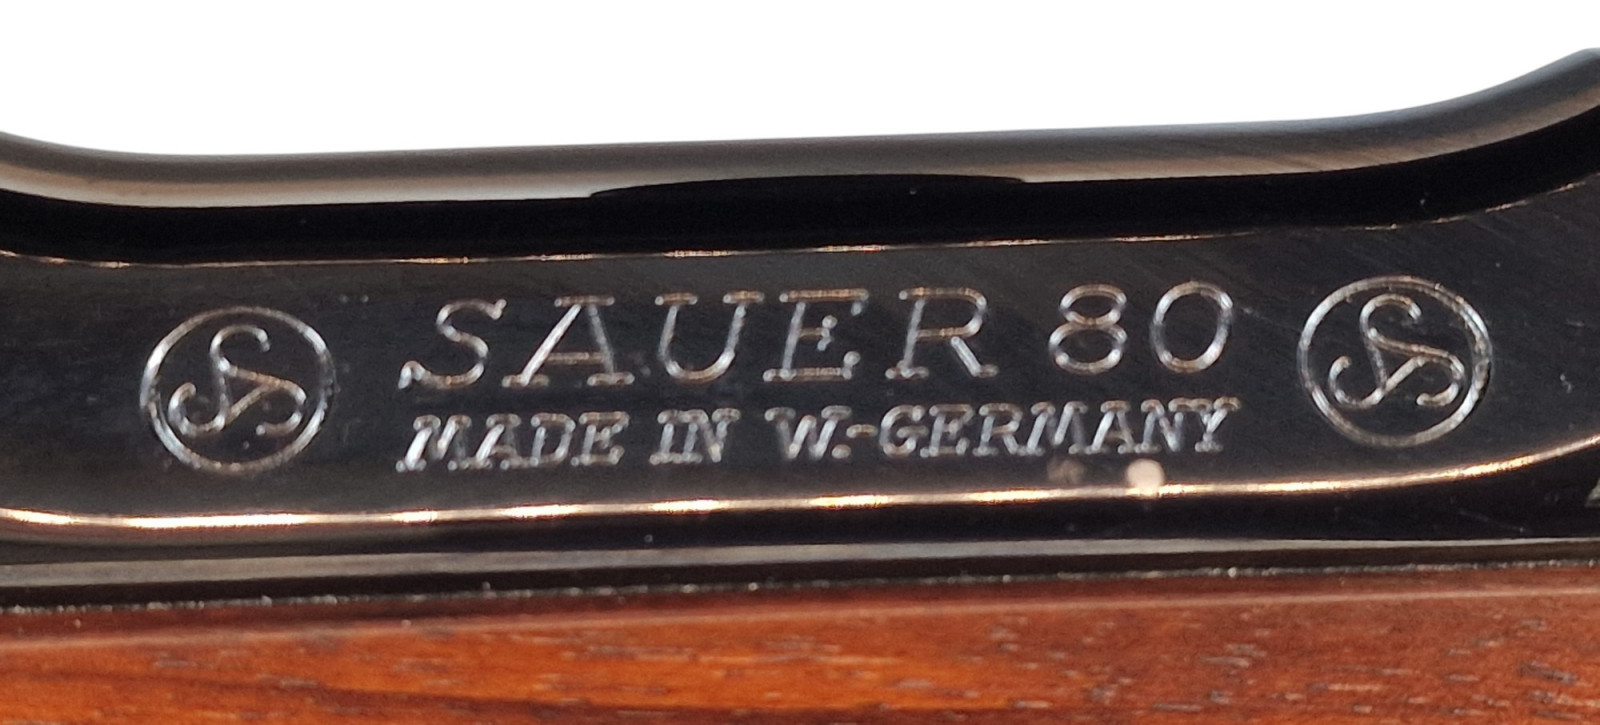 SAUER 80
MADE IN W.-GERMANY